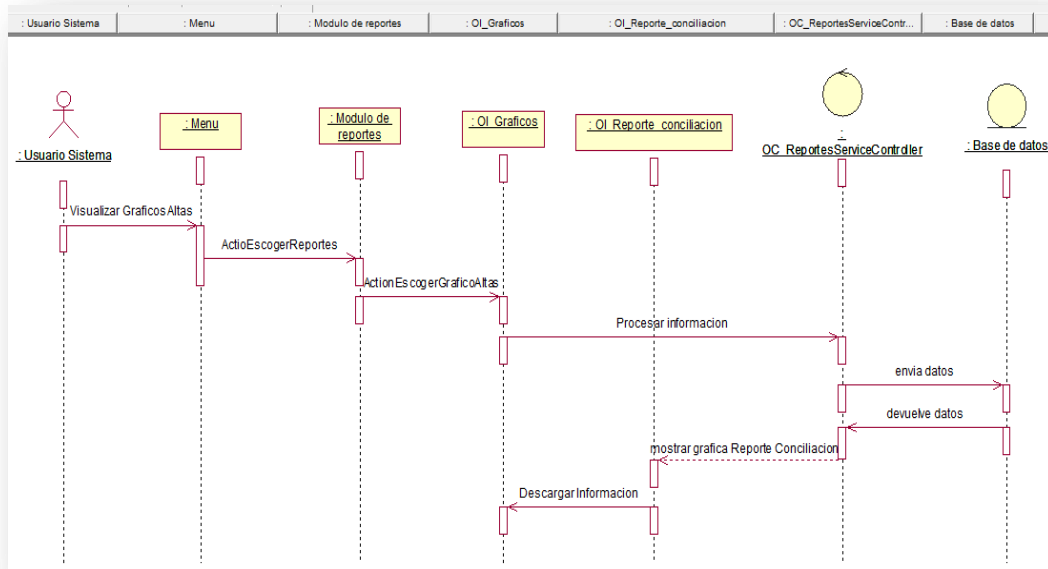 : Usuario Sistema
: Menu
: Modulo de reportes
: OI_Graficos
: OI_Reporte_conciliacion
: OC_ReportesServiceContr...
: Base de datos
: Usuario Sistema
: Menu
: Modulo de
reportes
: OI_Graficos
: OI_Reporte_conciliacion
:
OC_ReportesServiceController
: Base de datos
Visualizar Graficos Altas
ActioEscogerReportes
ActionEscogerGraficoAltas
Procesar informacion
envia datos
devuelve datos
mostrar grafica Reporte Conciliacion
Descargar Informacion